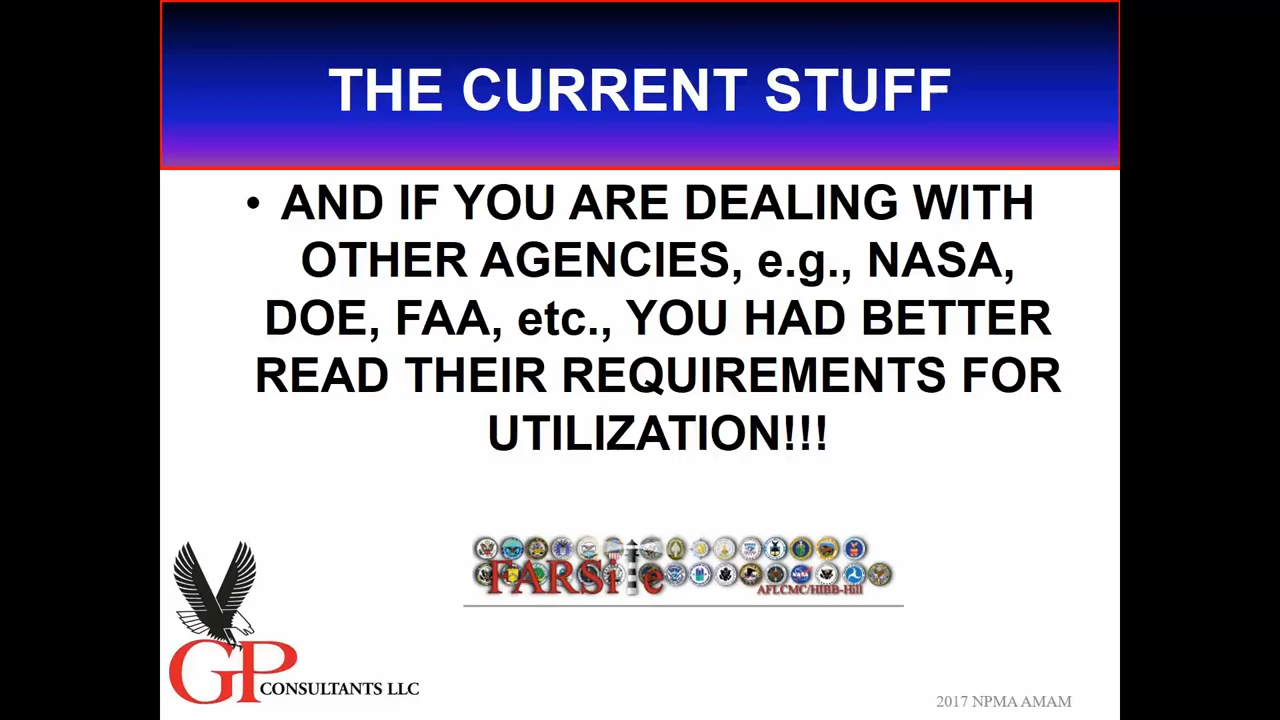 THE CURRENT STUFF
• AND IF YOU ARE DEALING WITH
OTHER AGENCIES, e.g., NASA,
DOE, FAA, etc., YOU HAD BETTER
READ THEIR REQUIREMENTS FOR
UTILIZATION!!!
FARSite
AFLCMC/HIBB-Hill
GP CONSULTANTS LLC
2017 NPMA AMAM